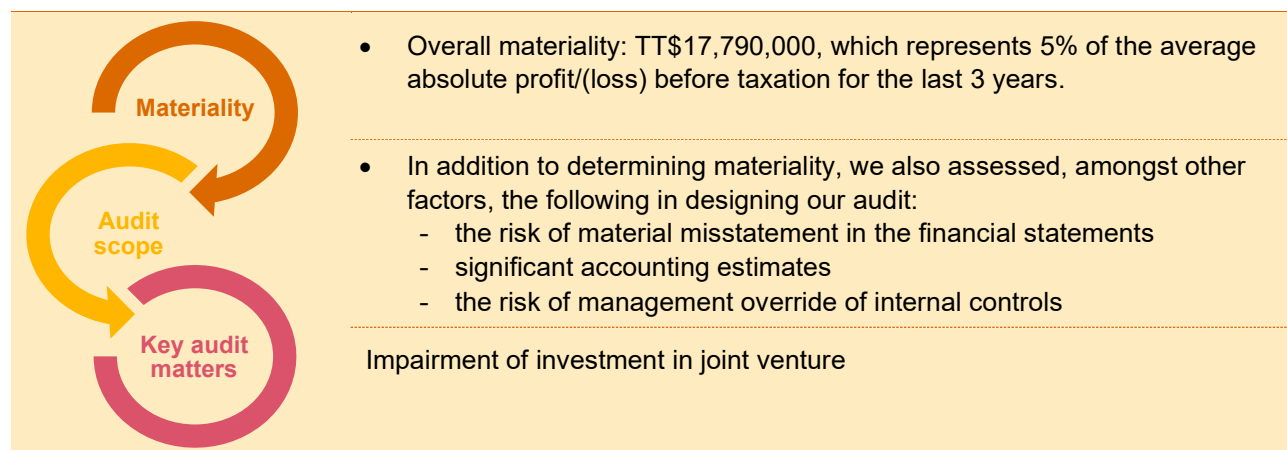 Materiality
• Overall materiality: TT$17,790,000, which represents 5% of the average
absolute profit/(loss) before taxation for the last 3 years.
Audit
scope
• In addition to determining materiality, we also assessed, amongst other
factors, the following in designing our audit:
- the risk of material misstatement in the financial statements
- significant accounting estimates
- the risk of management override of internal controls
Key audit
matters
Impairment of investment in joint venture